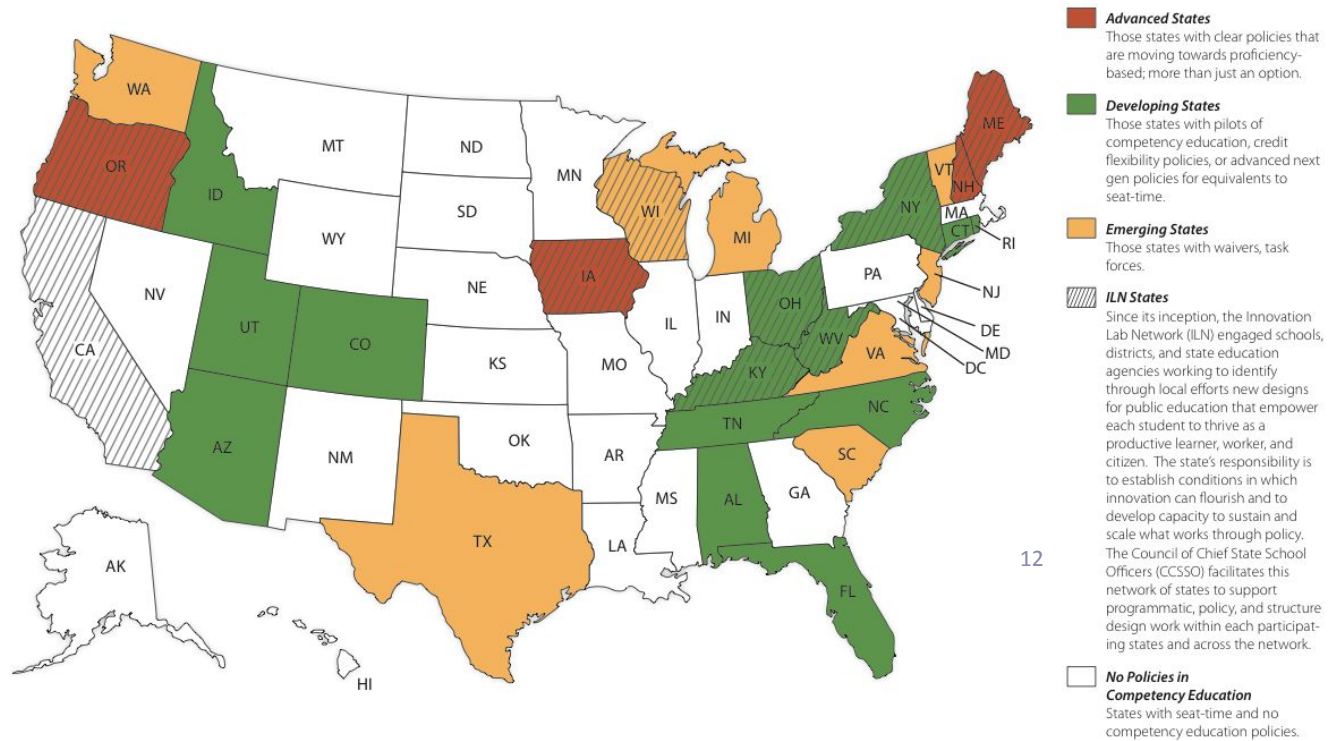 WA
OR
CA
NV
ID
MT
WY
UT
AZ
CO
NM
ND
SD
NE
KS
OK
TX
MN
IA
MO
AR
LA
WI
IL
IN
MI
OH
KY
TN
MS
AL
GA
FL
SC
NC
VA
WV
PA
NY
VT
NH
ME
MA
CT
RI
NJ
DE
MD
DC
AK
HI
12
Advanced States
Those states with clear policies that
are moving towards proficiency-
based; more than just an option.
Developing States
Those states with pilots of
competency education, credit
flexibility policies, or advanced next
gen policies for equivalents to
seat-time.
Emerging States
Those states with waivers, task
forces.
ILN States
Since its inception, the Innovation
Lab Network (ILN) engaged schools,
districts, and state education
agencies working to identify
through local efforts new designs
for public education that empower
each student to thrive as a
productive learner, worker, and
citizen. The state's responsibility is
to establish conditions in which
innovation can flourish and to
develop capacity to sustain and
scale what works through policy.
The Council of Chief State School
Officers (CCSSO) facilitates this
network of states to support
programmatic, policy, and structure
design work within each participat-
ing states and across the network.
No Policies in
Competency Education
States with seat-time and no
competency education policies.